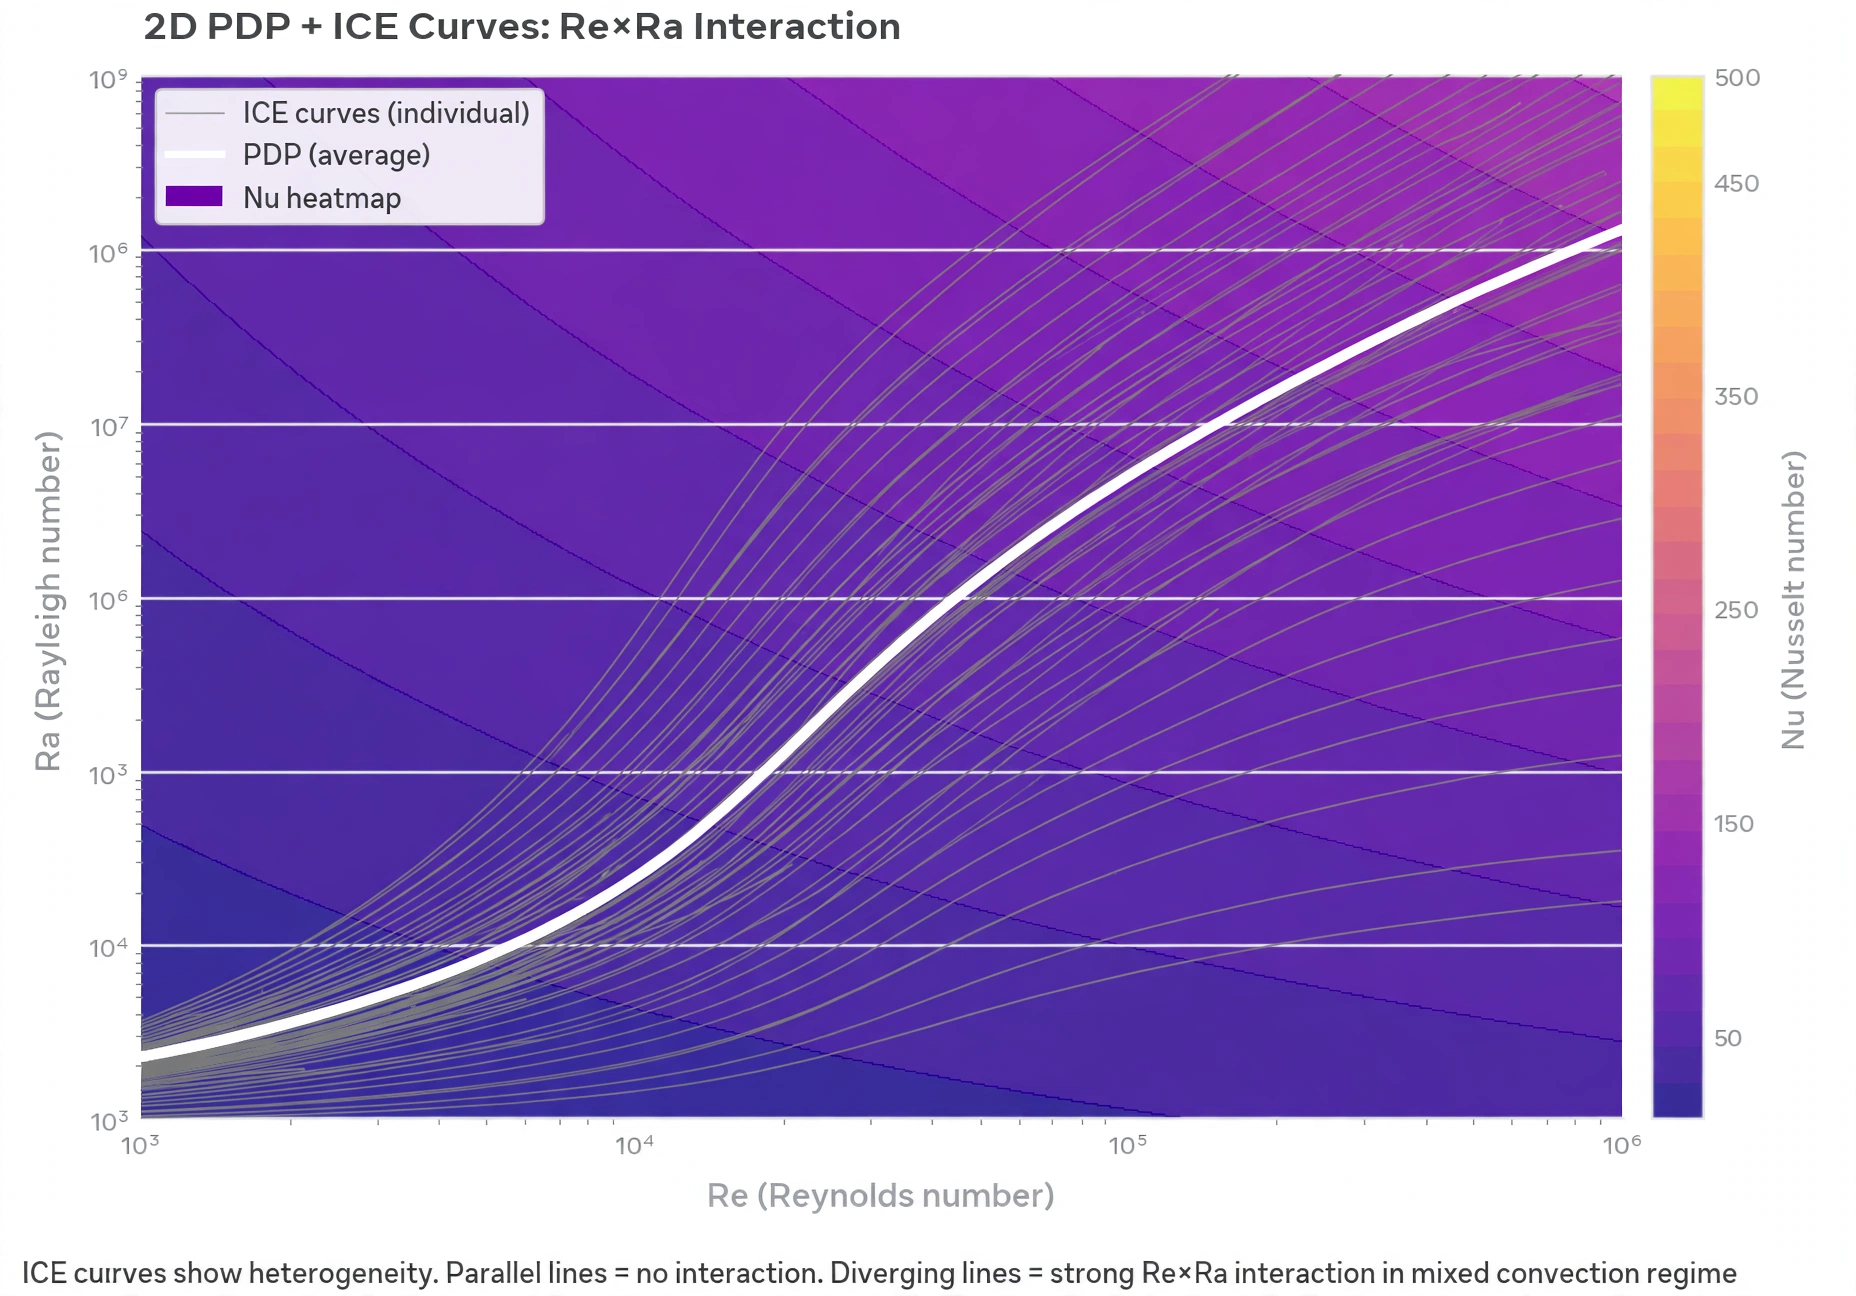 2D PDP + ICE Curves: Re×Ra Interaction
ICE curves (individual)
PDP (average)
Nu heatmap
10⁹
10⁶
10⁷
10⁶
10³
10⁴
10³
Ra (Rayleigh number)
10³
10⁴
10⁵
10⁶
Re (Reynolds number)
500
450
350
250
150
50
Nu (Nusselt number)
ICE curves show heterogeneity. Parallel lines = no interaction. Diverging lines = strong Re×Ra interaction in mixed convection regime